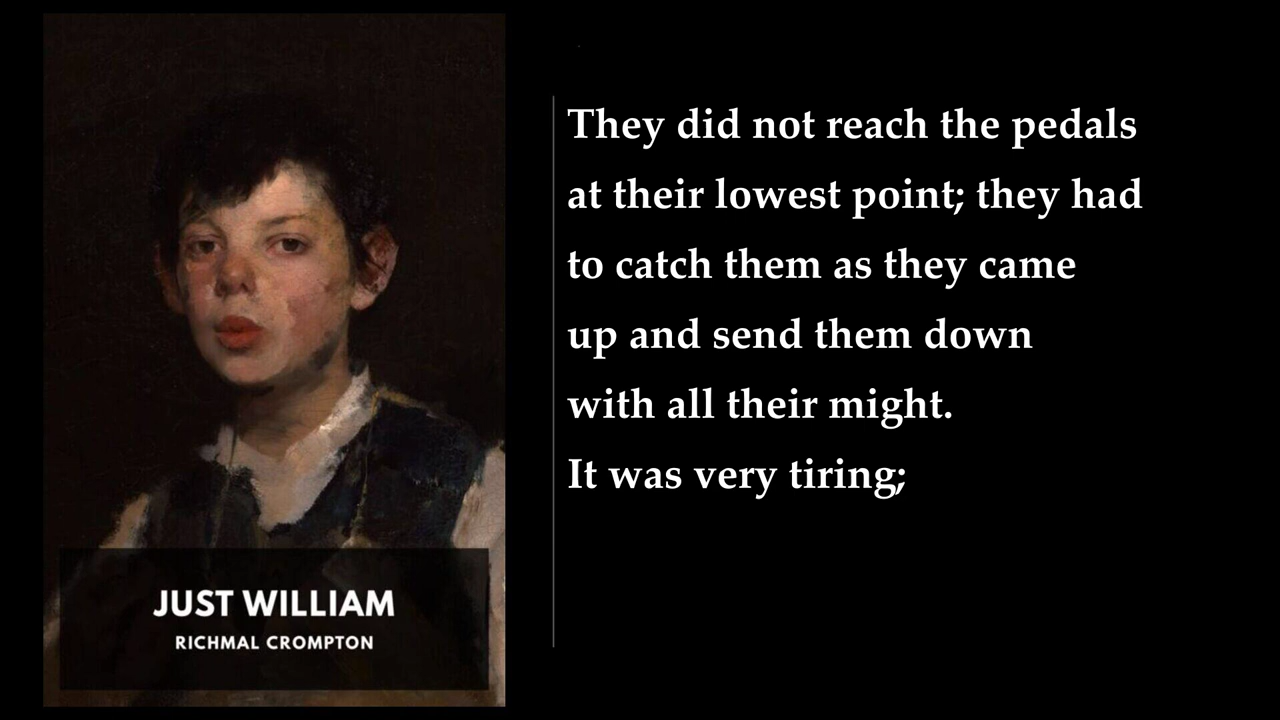 JUST WILLIAM
RICHMAL CROMPTON
They did not reach the pedals
at their lowest point; they had
to catch them as they came
up and send them down
with all their might.
It was very tiring;